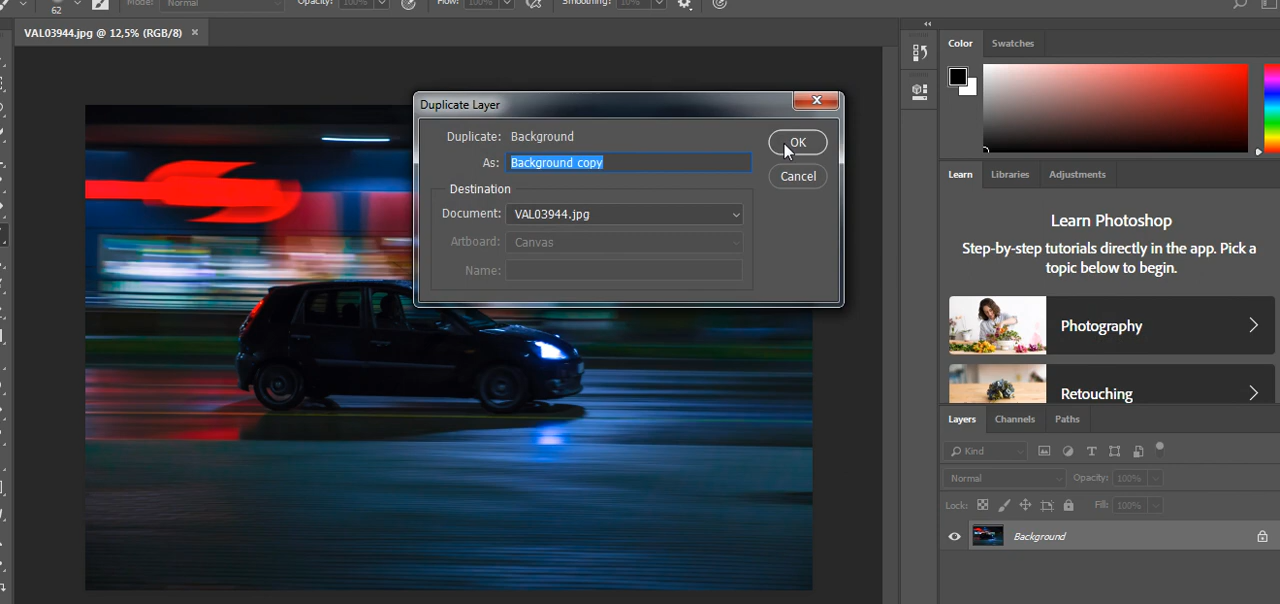 62
Mode: Normal Opacity: 100% Flow: 100% Smoothing: 10%
VAL03944.jpg @ 12,5% (RGB/8) ×
Duplicate Layer
Duplicate: Background
As: Background copy
OK
Cancel
Destination
Document: VAL03944.jpg
Artboard: Canvas
Name:
Color Swatches
Learn Libraries Adjustments
Learn Photoshop
Step-by-step tutorials directly in the app. Pick a
topic below to begin.
Photography
Retouching
Layers Channels Paths
Kind
Normal Opacity: 100%
Lock: Fill: 100%
Background